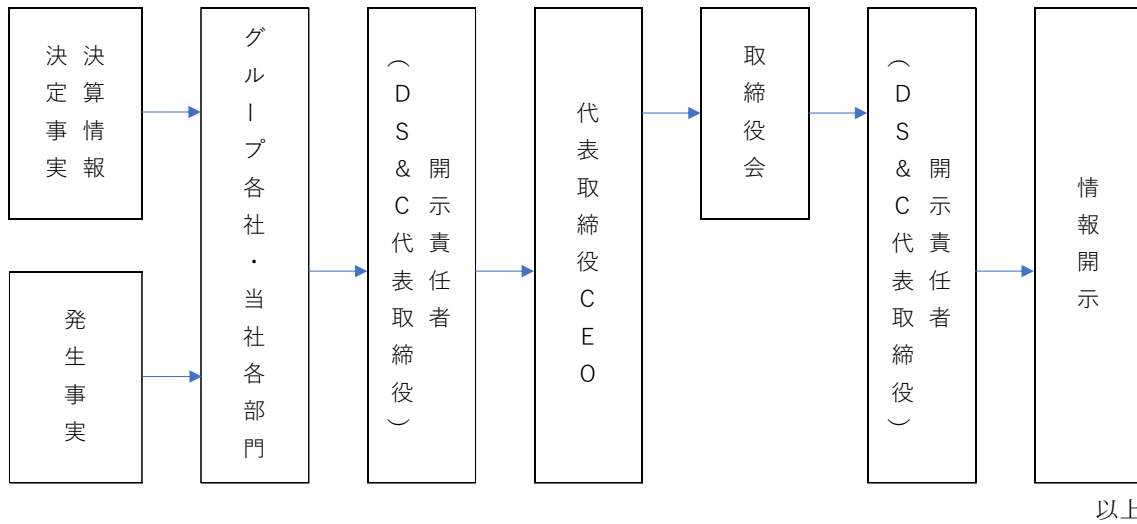 決算情報
決定事実
発生事実
グループ各社・当社各部門
開示責任者
（DS&C代表取締役）
代表取締役CEO
取締役会
開示責任者
（DS&C代表取締役）
情報開示
以上